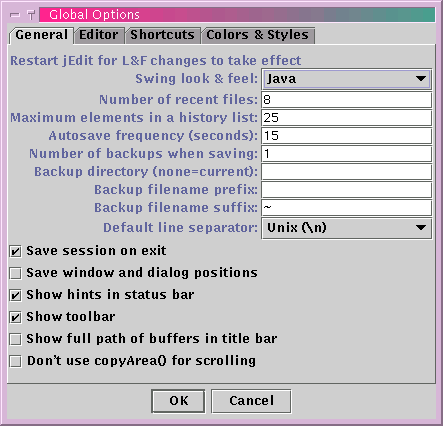 Global Options
General Editor Shortcuts Colors & Styles
Restart jEdit for L&F changes to take effect
Swing look & feel: Java
Number of recent files: 8
Maximum elements in a history list: 25
Autosave frequency (seconds): 15
Number of backups when saving: 1
Backup directory (none=current):
Backup filename prefix:
Backup filename suffix: ~
Default line separator: Unix (\n)
Save session on exit
Save window and dialog positions
Show hints in status bar
Show toolbar
Show full path of buffers in title bar
Don't use copyArea() for scrolling
OK Cancel